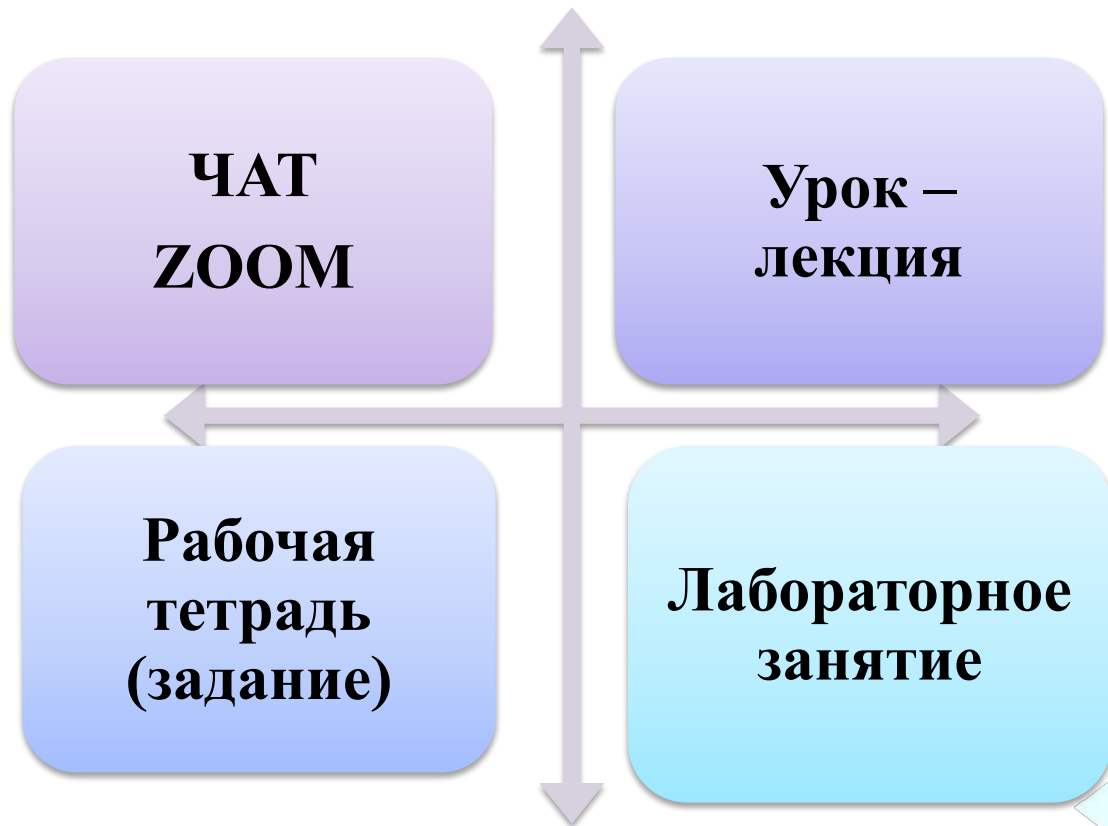 ЧАТ
ZOOM
Урок –
лекция
Рабочая
тетрадь
(задание)
Лабораторное
занятие